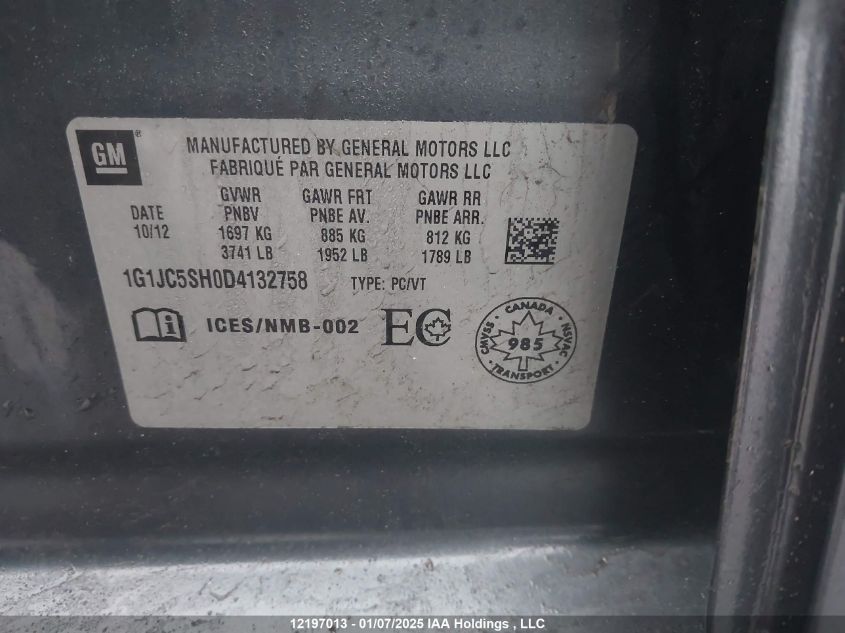 GM ®
MANUFACTURED BY GENERAL MOTORS LLC
FABRIQUÉ PAR GENERAL MOTORS LLC
GVWR GAWR FRT GAWR RR
DATE PNBV PNBE AV. PNBE ARR.
10/12 1697 KG 885 KG 812 KG
3741 LB 1952 LB 1789 LB
1G1JC5SH0D4132758 TYPE: PC/VT
ICES/NMB-002 EC
CANADA
CMVSS 985 NSVAC
TRANSPORT
12197013 - 01/07/2025 IAA Holdings , LLC